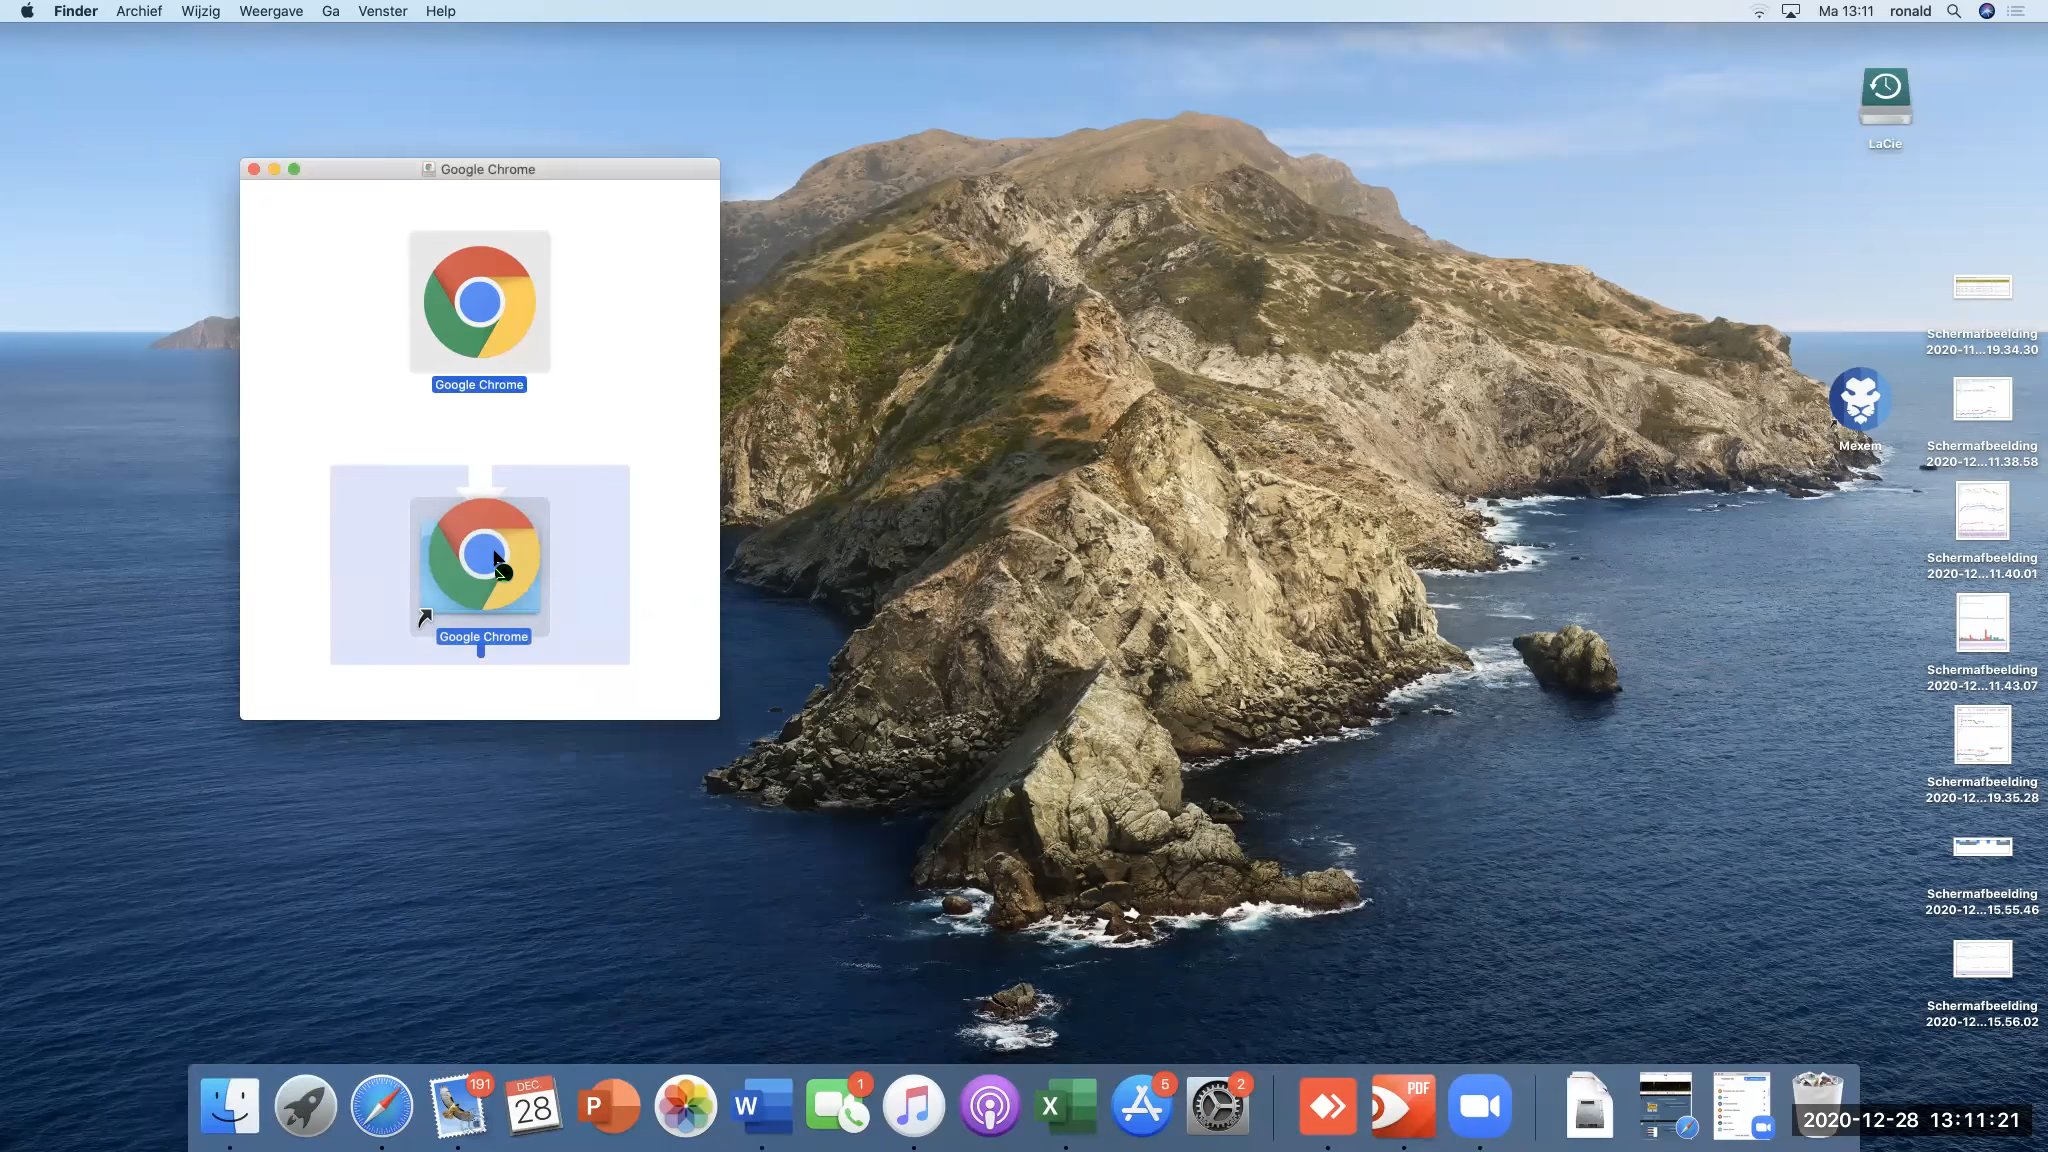 Finder Archief Wijzig Weergave Ga Venster Help
Ma 13:11 ronald
LaCie
Google Chrome
Google Chrome
Google Chrome
Schermafbeelding
2020-11...19.34.30
Mexem
Schermafbeelding
2020-12...11.38.58
Schermafbeelding
2020-12...11.40.01
Schermafbeelding
2020-12...11.43.07
Schermafbeelding
2020-12...19.35.28
Schermafbeelding
2020-12...15.55.46
Schermafbeelding
2020-12...15.56.02
191
DEC.
28
P
W
1
X
5
2
PDF
2020-12-28 13:11:21